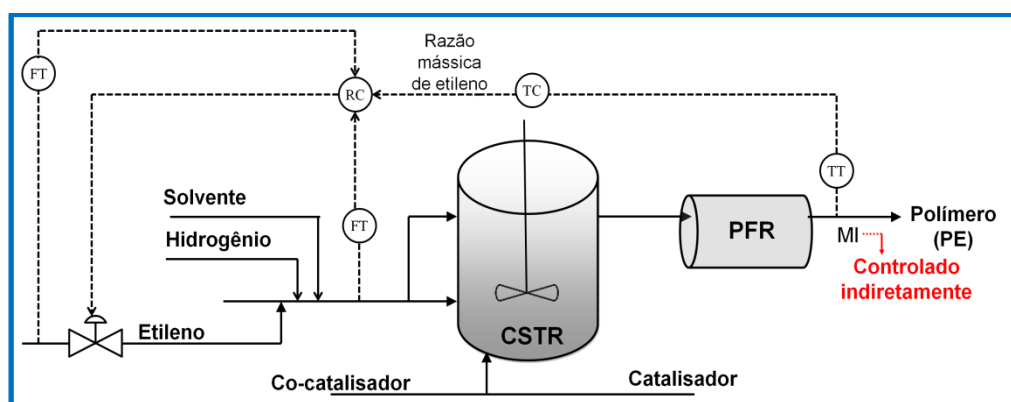 FT
Razão
mássica
de etileno
RC
TC
TT
Solvente
Hidrogênio
FT
PFR
Polímero
(PE)
MI
Controlado
indiretamente
Etileno
CSTR
Co-catalisador
Catalisador